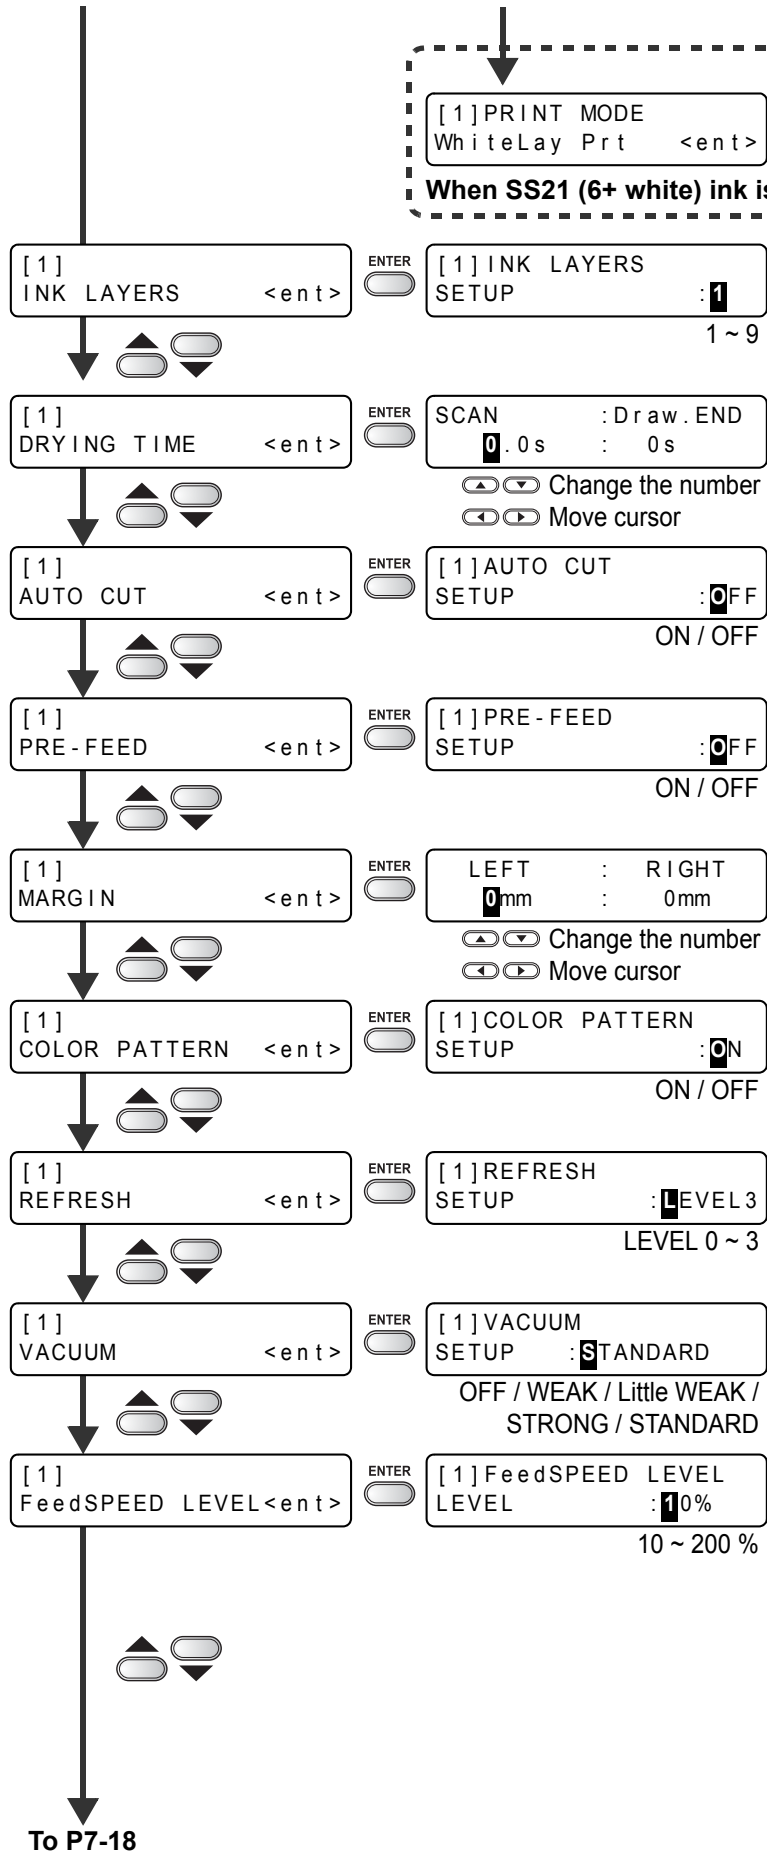 [1]PRINT MODE
WhiteLay Prt <ent>
When SS21 (6+ white) ink is
[1]
INK LAYERS <ent>
ENTER
[1]INK LAYERS
SETUP :1
1 ~ 9
[1]
DRYING TIME <ent>
ENTER
SCAN :Draw.END
0.0s : 0s
Change the number
Move cursor
[1]
AUTO CUT <ent>
ENTER
[1]AUTO CUT
SETUP :OFF
ON / OFF
[1]
PRE-FEED <ent>
ENTER
[1]PRE-FEED
SETUP :OFF
ON / OFF
[1]
MARGIN <ent>
ENTER
LEFT : RIGHT
0mm : 0mm
Change the number
Move cursor
[1]
COLOR PATTERN <ent>
ENTER
[1]COLOR PATTERN
SETUP :ON
ON / OFF
[1]
REFRESH <ent>
ENTER
[1]REFRESH
SETUP :LEVEL3
LEVEL 0 ~ 3
[1]
VACUUM <ent>
ENTER
[1]VACUUM
SETUP :STANDARD
OFF / WEAK / Little WEAK /
STRONG / STANDARD
[1]
FeedSPEED LEVEL<ent>
ENTER
[1]FeedSPEED LEVEL
LEVEL :10%
10 ~ 200 %
To P7-18